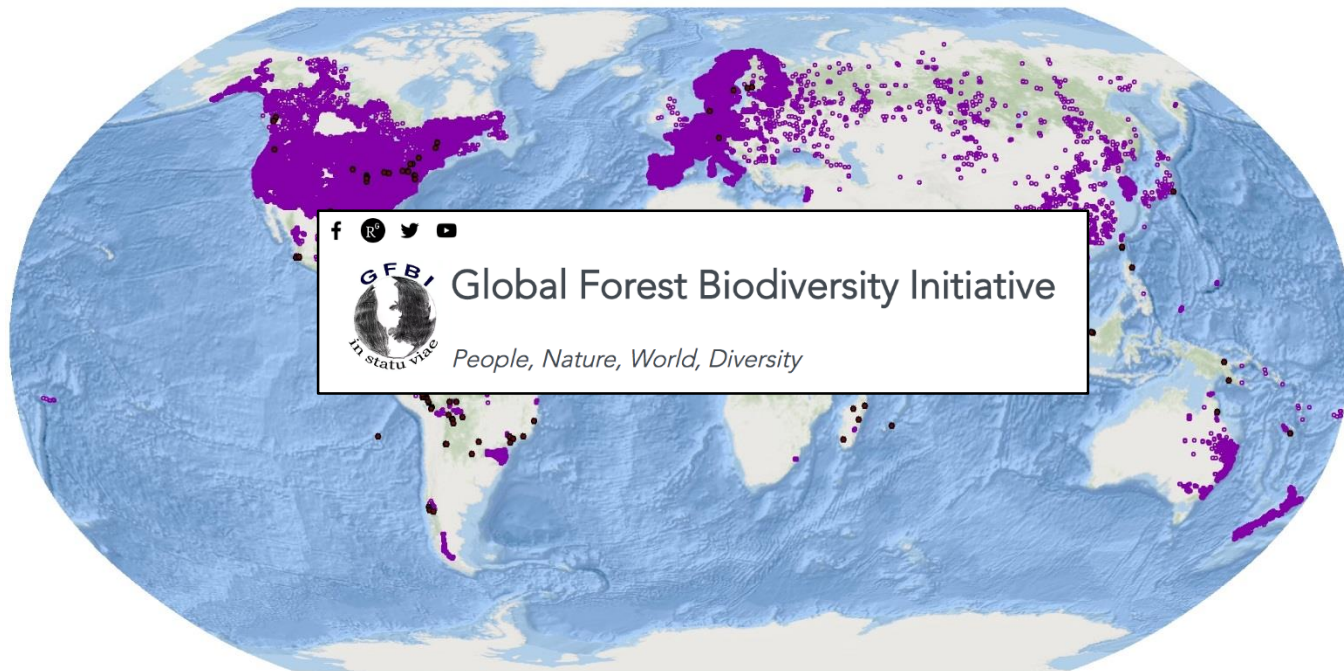 GFBI
Global Forest Biodiversity Initiative
in statu viae
People, Nature, World, Diversity